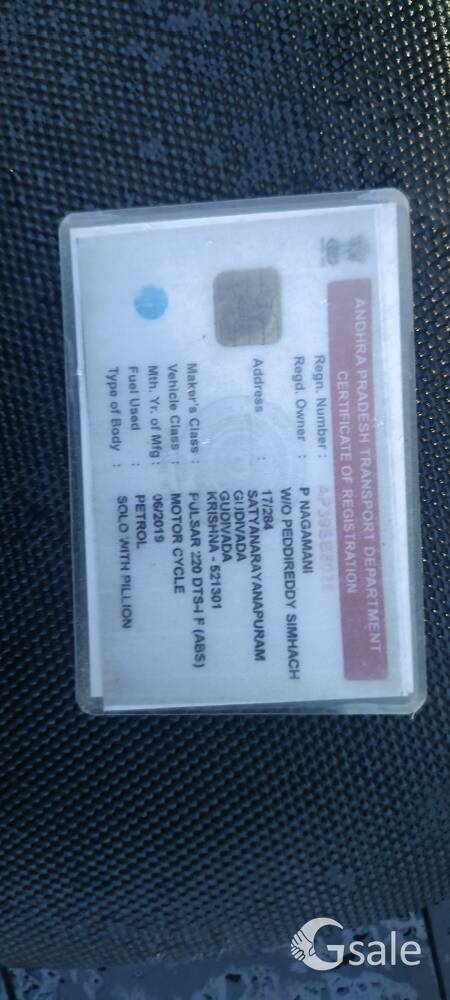 ANDHRA PRADESH TRANSPORT DEPARTMENT
CERTIFICATE OF REGISTRATION
Regn. Number :
Regd. Owner : P NAGAMANI
W/O PEDDIREDDY SIMHACH
Address : 17/284
SATYANARAYANAPURAM
GUDIVADA
GUDIVADA
KRISHNA - 521301
Maker's Class : PULSAR 220 DTS-I F (ABS)
Vehicle Class : MOTOR CYCLE
Mth. Yr. of Mfg : 06/2019
Fuel Used : PETROL
Type of Body : SOLO WITH PILLION
Gsale